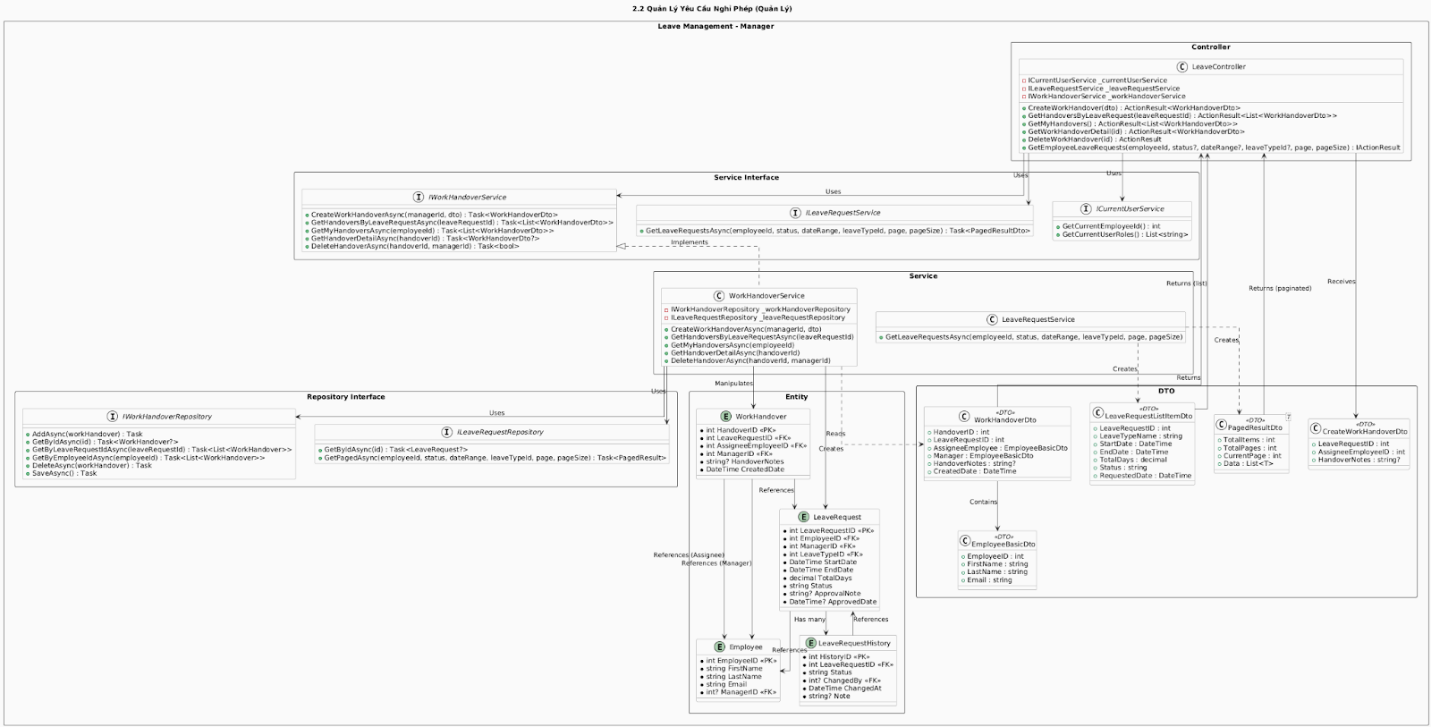 2.2 Quản Lý Yêu Cầu Nghỉ Phép (Quản Lý)
Leave Management - Manager
Controller
C LeaveController
ICurrentUserService _currentUserService
ILeaveRequestService _leaveRequestService
IWorkHandoverService _workHandoverService
CreateWorkHandover(dto) : ActionResult<WorkHandoverDto>
GetHandoversByLeaveRequest(leaveRequestId) : ActionResult<List<WorkHandoverDto>>
GetMyHandovers() : ActionResult<List<WorkHandoverDto>>
GetWorkHandoverDetail(id) : ActionResult<WorkHandoverDto>
DeleteWorkHandover(id) : ActionResult
GetEmployeeLeaveRequests(employeeId, status?, dateRange?, leaveTypeId?, page, pageSize) : IActionResult
Uses
Uses
Uses
Service Interface
I IWorkHandoverService
CreateWorkHandoverAsync(managerId, dto) : Task<WorkHandoverDto>
GetHandoversByLeaveRequestAsync(leaveRequestId) : Task<List<WorkHandoverDto>>
GetMyHandoversAsync(employeeId) : Task<List<WorkHandoverDto>>
GetHandoverDetailAsync(handoverId) : Task<WorkHandoverDto?>
DeleteHandoverAsync(handoverId, managerId) : Task<bool>
I ILeaveRequestService
GetLeaveRequestsAsync(employeeId, status, dateRange, leaveTypeId, page, pageSize) : Task<PagedResultDto>
I ICurrentUserService
GetCurrentEmployeeId() : int
GetCurrentUserRoles() : List<string>
Implements
Service
C WorkHandoverService
IWorkHandoverRepository _workHandoverRepository
ILeaveRequestRepository _leaveRequestRepository
CreateWorkHandoverAsync(managerId, dto)
GetHandoversByLeaveRequestAsync(leaveRequestId)
GetMyHandoversAsync(employeeId)
GetHandoverDetailAsync(handoverId)
DeleteHandoverAsync(handoverId, managerId)
C LeaveRequestService
GetLeaveRequestsAsync(employeeId, status, dateRange, leaveTypeId, page, pageSize)
Returns (list)
Returns (paginated)
Receives
Creates
Creates
Returns
Manipulates
Uses
Uses
Reads
Creates
Repository Interface
I IWorkHandoverRepository
AddAsync(workHandover) : Task
GetByIdAsync(id) : Task<WorkHandover?>
GetByLeaveRequestIdAsync(leaveRequestId) : Task<List<WorkHandover>>
GetByEmployeeIdAsync(employeeId) : Task<List<WorkHandover>>
DeleteAsync(workHandover) : Task
SaveAsync() : Task
I ILeaveRequestRepository
GetByIdAsync(id) : Task<LeaveRequest?>
GetPagedAsync(employeeId, status, dateRange, leaveTypeId, page, pageSize) : Task<PagedResult>
Entity
E WorkHandover
int HandoverID «PK»
int LeaveRequestID «FK»
int AssigneeEmployeeID «FK»
int ManagerID «FK»
string? HandoverNotes
DateTime CreatedDate
References
References (Assignee)
References (Manager)
E LeaveRequest
int LeaveRequestID «PK»
int EmployeeID «FK»
int ManagerID «FK»
int LeaveTypeID «FK»
DateTime StartDate
DateTime EndDate
decimal TotalDays
string Status
string? ApprovalNote
DateTime? ApprovedDate
Has many
References
References
E Employee
int EmployeeID «PK»
string FirstName
string LastName
string Email
int? ManagerID «FK»
E LeaveRequestHistory
int HistoryID «PK»
int LeaveRequestID «FK»
string Status
int? ChangedBy «FK»
DateTime ChangedAt
string? Note
DTO
«DTO»
C WorkHandoverDto
HandoverID : int
LeaveRequestID : int
AssigneeEmployee : EmployeeBasicDto
Manager : EmployeeBasicDto
HandoverNotes : string?
CreatedDate : DateTime
«DTO»
C LeaveRequestListItemDto
LeaveRequestID : int
LeaveTypeName : string
StartDate : DateTime
EndDate : DateTime
TotalDays : decimal
Status : string
RequestedDate : DateTime
T
«DTO»
C PagedResultDto
TotalItems : int
TotalPages : int
CurrentPage : int
Data : List<T>
«DTO»
C CreateWorkHandoverDto
LeaveRequestID : int
AssigneeEmployeeID : int
HandoverNotes : string?
Contains
«DTO»
C EmployeeBasicDto
EmployeeID : int
FirstName : string
LastName : string
Email : string